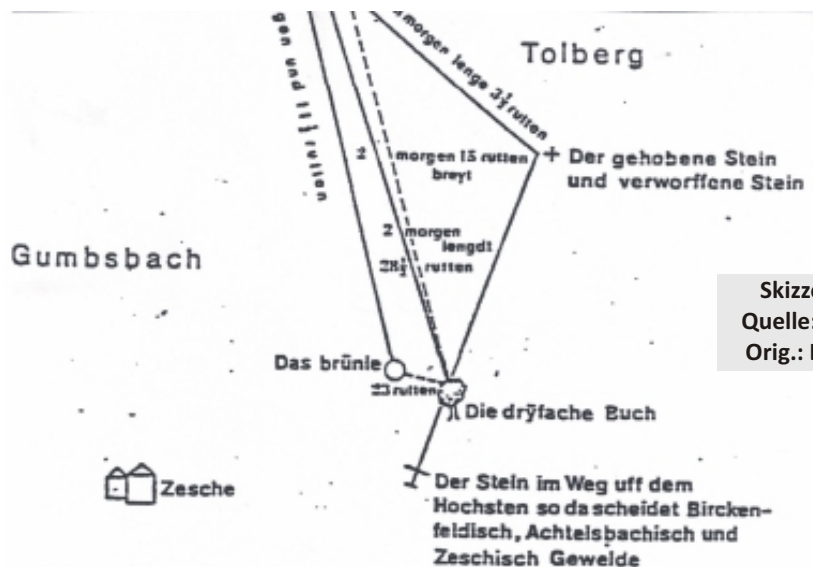 Tolberg
morgen lenge 3½ rutten
gen und 11½ rutten
2 morgen 15 rutten
breyt
Der gehobene Stein
und verworffene Stein
2 morgen
lengdt
28½ rutten
Gumbsbach
Skizze
Quelle:
Orig.:
Das brünle
23 rutten
Die drÿfache Buch
Zesche
Der Stein im Weg uff dem
Hochsten so da scheidet Bircken-
feldisch, Achtelsbachisch und
Zeschisch Gewelde